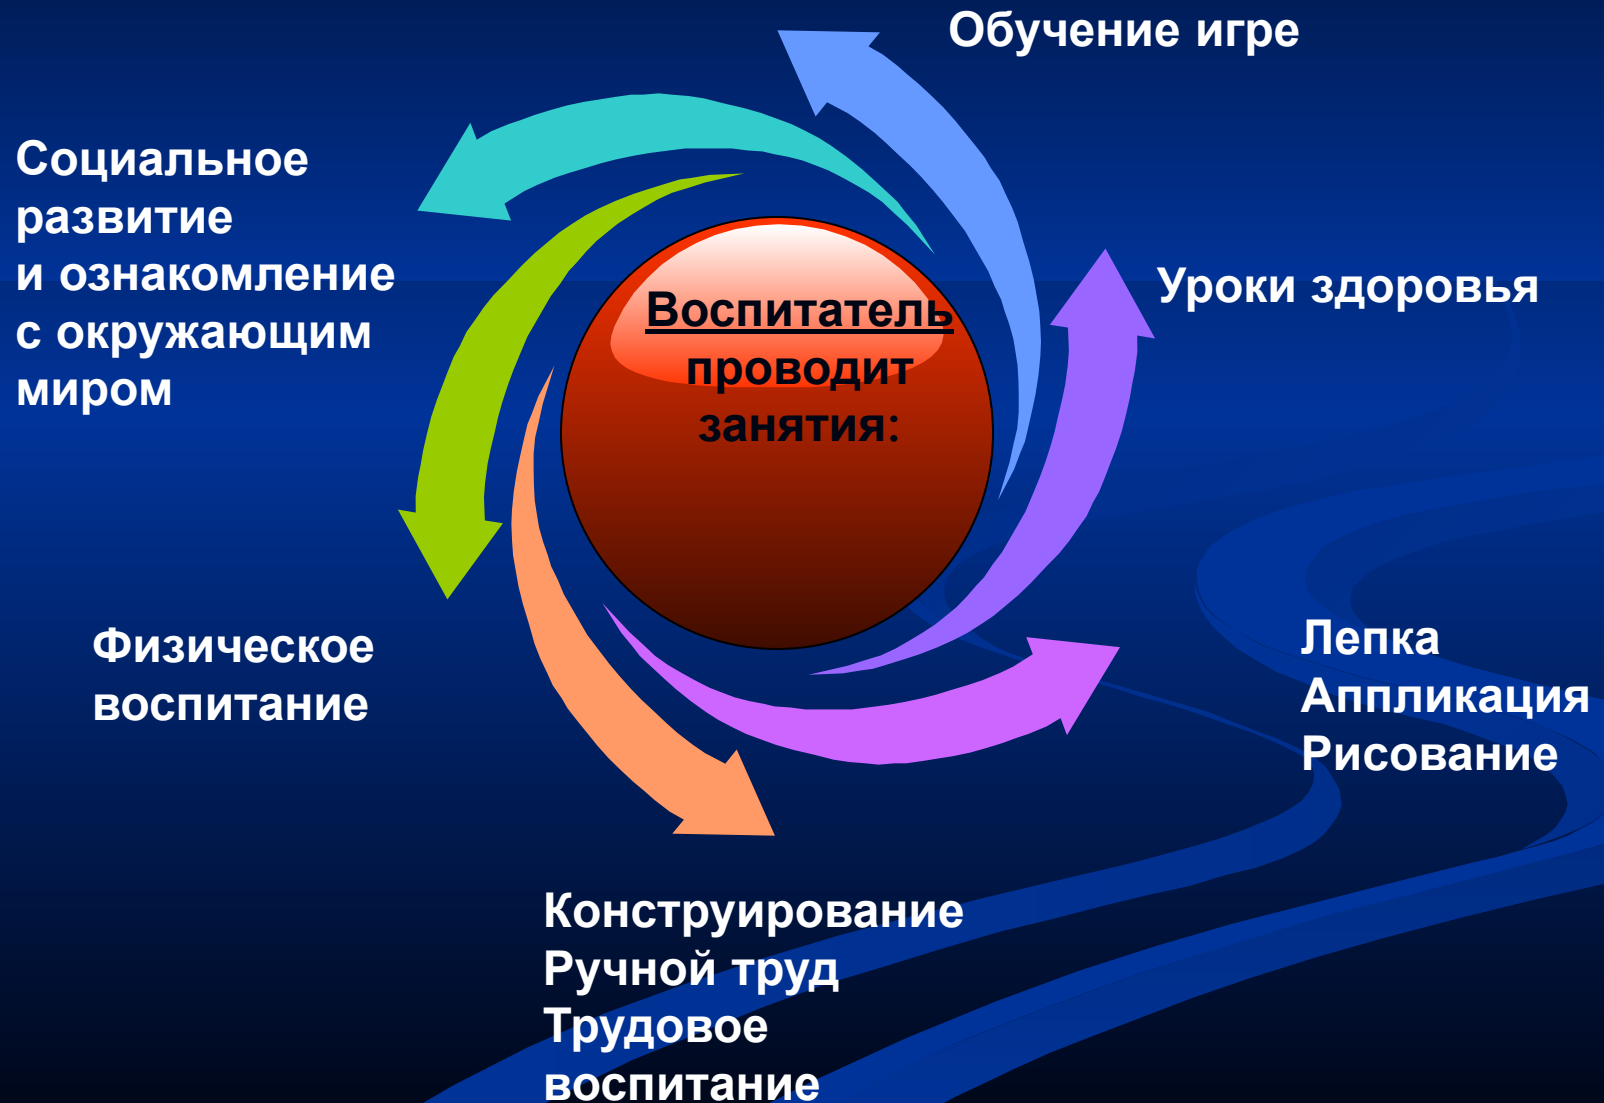 Обучение игре
Социальное
развитие
и ознакомление
с окружающим
миром
Уроки здоровья
Воспитатель
проводит
занятия:
Физическое
воспитание
Лепка
Аппликация
Рисование
Конструирование
Ручной труд
Трудовое
воспитание